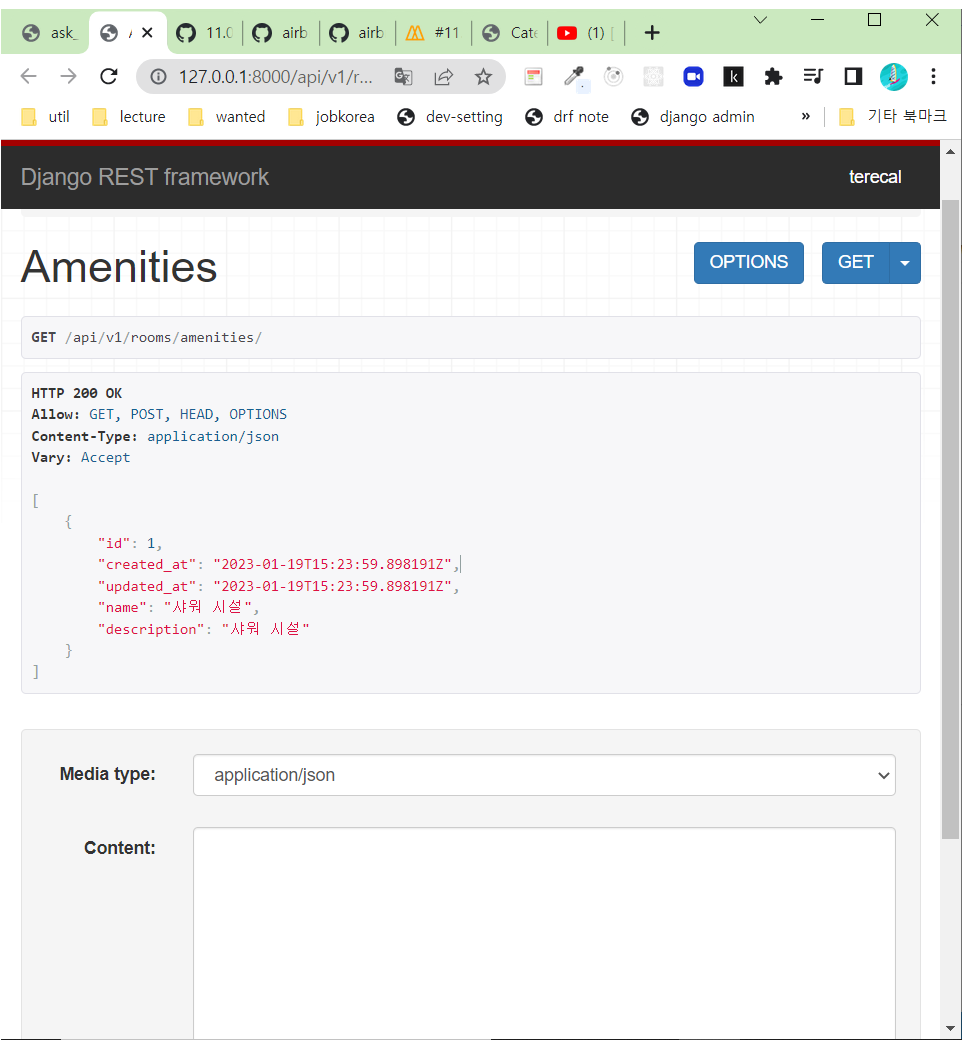 ask_
11.0
airb
airb
#11
Cate
(1)
127.0.0.1:8000/api/v1/r...
util
lecture
wanted
jobkorea
dev-setting
drf note
django admin
»
기타 북마크
Django REST framework
terecal
Amenities
OPTIONS
GET
GET /api/v1/rooms/amenities/
HTTP 200 OK
Allow: GET, POST, HEAD, OPTIONS
Content-Type: application/json
Vary: Accept
[
{
"id": 1,
"created_at": "2023-01-19T15:23:59.898191Z",
"updated_at": "2023-01-19T15:23:59.898191Z",
"name": "샤워 시설",
"description": "샤워 시설"
}
]
Media type:
application/json
Content: